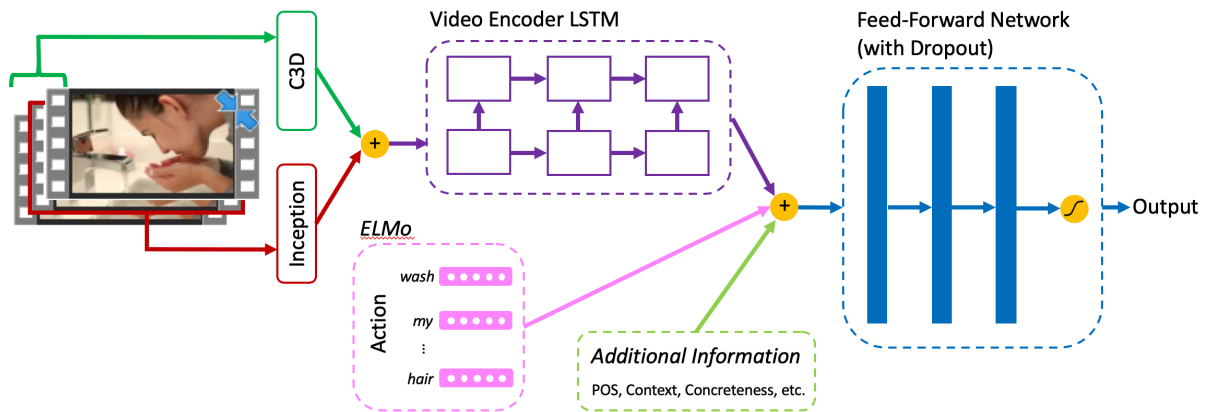 Video Encoder LSTM
Feed-Forward Network
(with Dropout)
C3D
+
Inception
+
Output
ELMo
Action
wash
my
...
hair
Additional Information
POS, Context, Concreteness, etc.